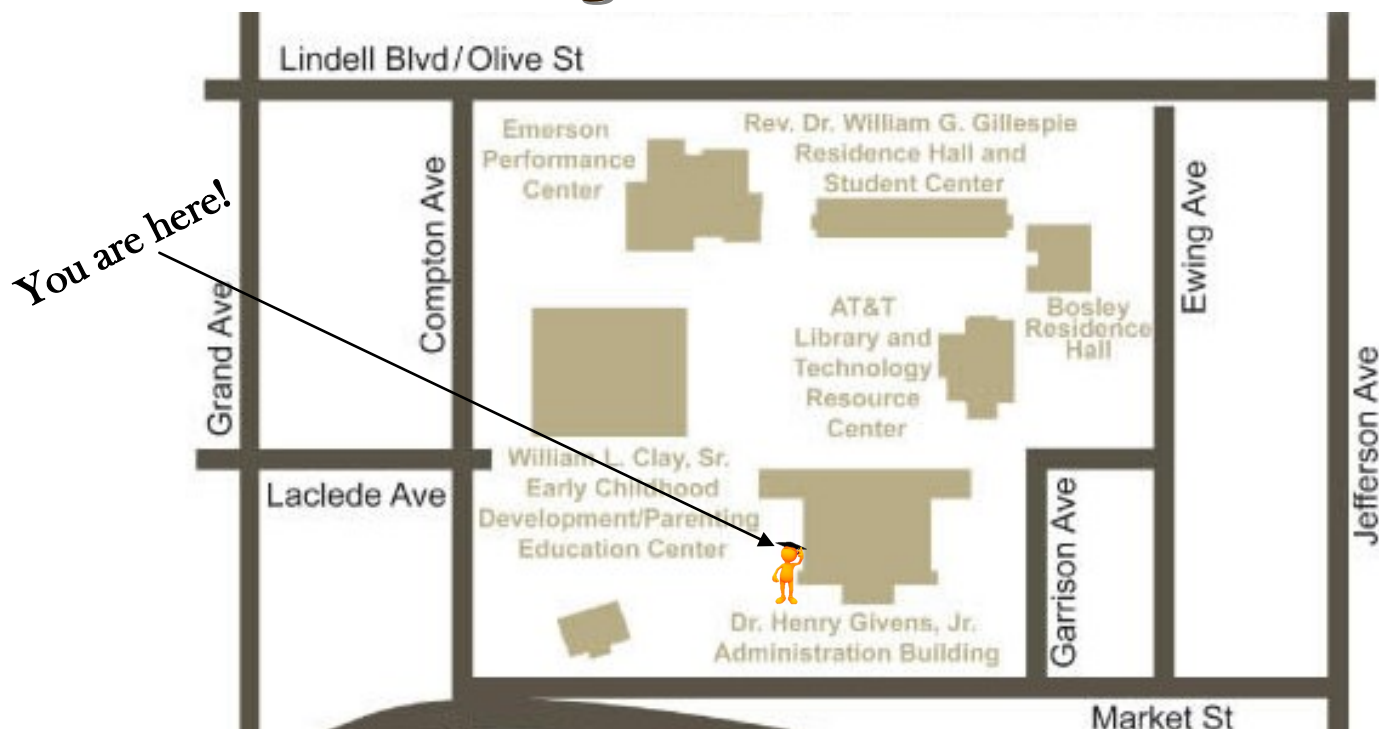 Lindell Blvd/Olive St
Emerson
Performance
Center
Rev. Dr. William G. Gillespie
Residence Hall and
Student Center
You are here!
Grand Ave
Compton Ave
Ewing Ave
Jefferson Ave
Bosley
Residence
Hall
AT&T
Library and
Technology
Resource
Center
William L. Clay, Sr.
Early Childhood
Development/Parenting
Education Center
Laclede Ave
Garrison Ave
Dr. Henry Givens, Jr.
Administration Building
Market St